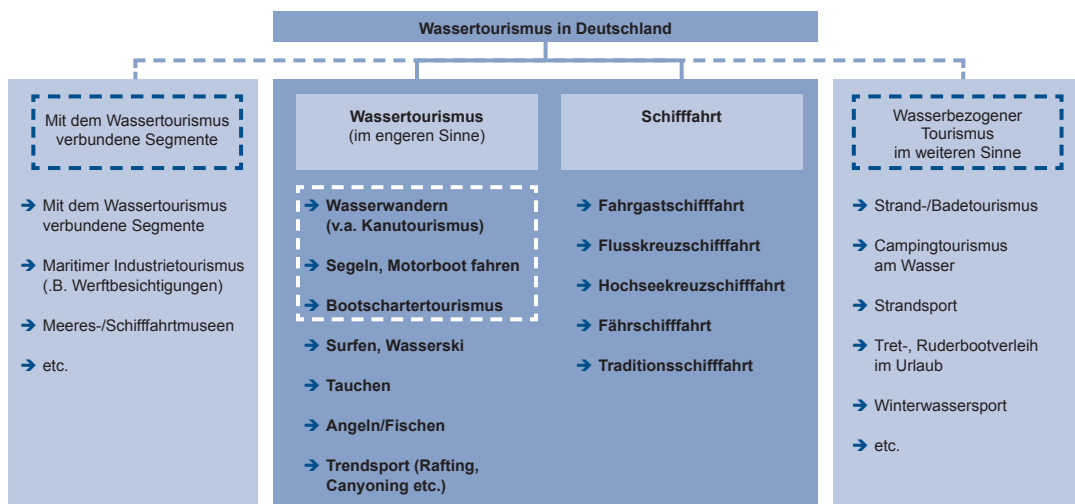 Wassertourismus in Deutschland
Mit dem Wassertourismus
verbundene Segmente
➔ Mit dem Wassertourismus
verbundene Segmente
➔ Maritimer Industrietourismus
(.B. Werftbesichtigungen)
➔ Meeres-/Schifffahrtmuseen
➔ etc.
Wassertourismus
(im engeren Sinne)
➔ Wasserwandern
(v.a. Kanutourismus)
➔ Segeln, Motorboot fahren
➔ Bootschartertourismus
➔ Surfen, Wasserski
➔ Tauchen
➔ Angeln/Fischen
➔ Trendsport (Rafting,
Canyoning etc.)
Schifffahrt
➔ Fahrgastschifffahrt
➔ Flusskreuzschifffahrt
➔ Hochseekreuzschifffahrt
➔ Fährschifffahrt
➔ Traditionsschifffahrt
Wasserbezogener
Tourismus
im weiteren Sinne
➔ Strand-/Badetourismus
➔ Campingtourismus
am Wasser
➔ Strandsport
➔ Tret-, Ruderbootverleih
im Urlaub
➔ Winterwassersport
➔ etc.